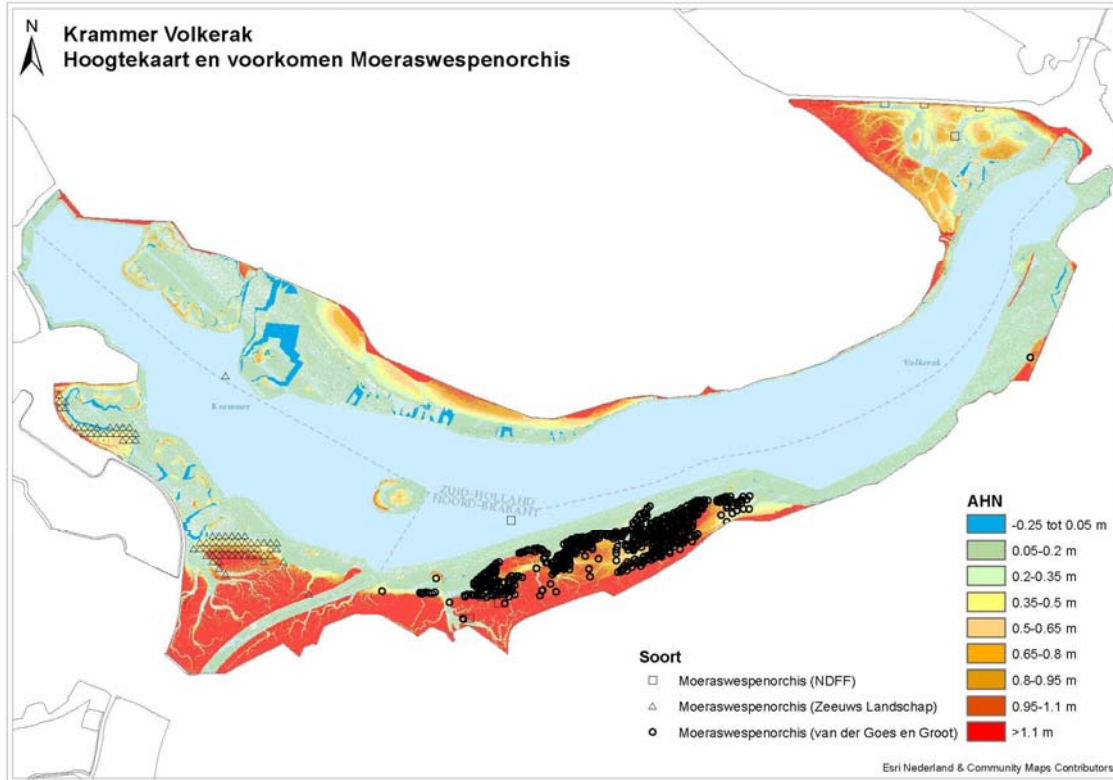 N
Krammer Volkerak
Hoogtekaart en voorkomen Moeraswespenorchis
Volkerak
Krammer
ZUID-HOLLAND
NOORD-BRABANT
AHN
-0.25 tot 0.05 m
0.05-0.2 m
0.2-0.35 m
0.35-0.5 m
0.5-0.65 m
0.65-0.8 m
0.8-0.95 m
0.95-1.1 m
>1.1 m
Soort
Moeraswespenorchis (NDFF)
Moeraswespenorchis (Zeeuws Landschap)
Moeraswespenorchis (van der Goes en Groot)
Esri Nederland & Community Maps Contributors